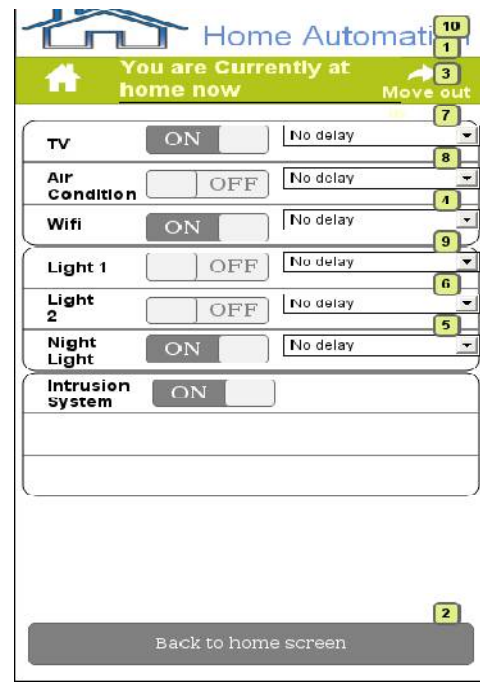 Home Automation
10
1
You are Currently at
home now
3
Move out
7
TV
ON
No delay
8
Air
Condition
OFF
No delay
4
Wifi
ON
No delay
9
Light 1
OFF
No delay
6
Light
2
OFF
No delay
5
Night
Light
ON
No delay
Intrusion
System
ON
2
Back to home screen